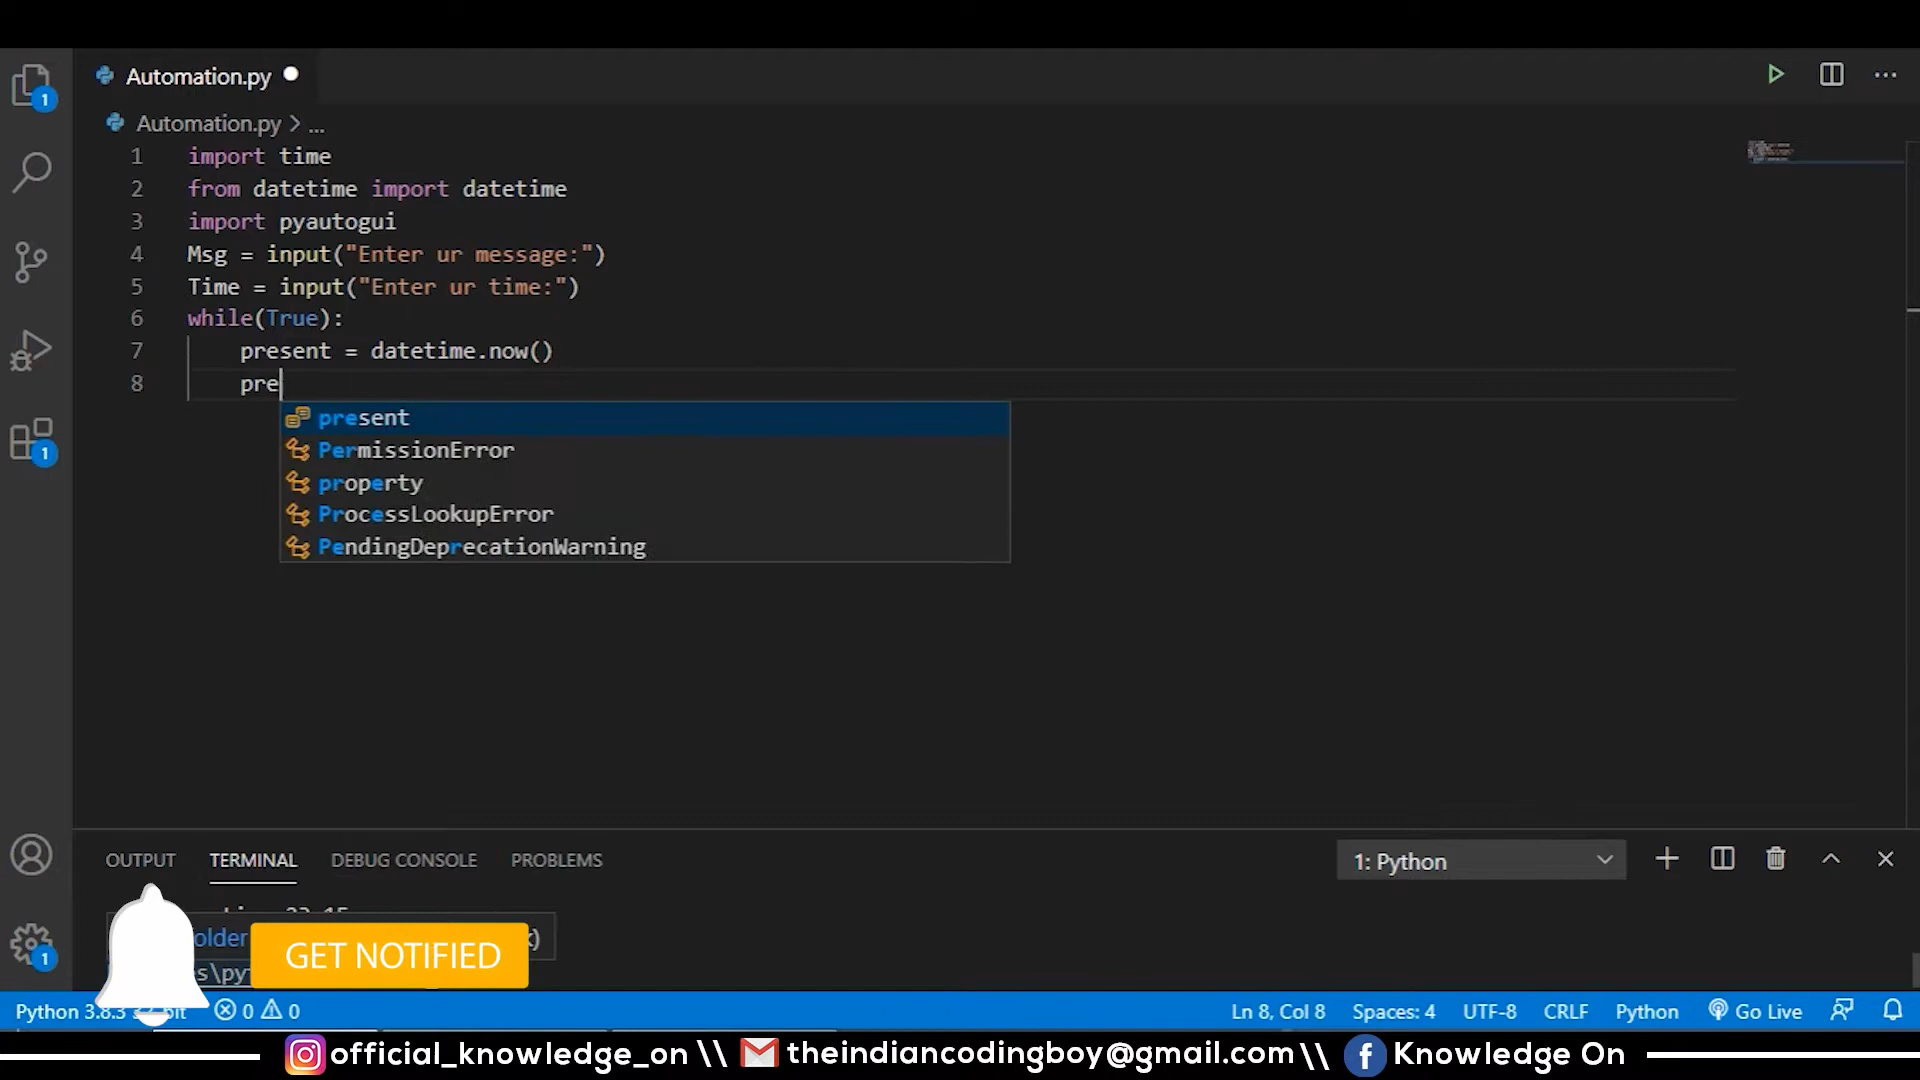 Automation.py
Automation.py > ...
1 import time
2 from datetime import datetime
3 import pyautogui
4 Msg = input("Enter ur message:")
5 Time = input("Enter ur time:")
6 while(True):
7 present = datetime.now()
8 pre
present
PermissionError
property
ProcessLookupError
PendingDeprecationWarning
1
1
OUTPUT TERMINAL DEBUG CONSOLE PROBLEMS 1: Python
GET NOTIFIED
1
Python 3.8.3 0 0 Ln 8, Col 8 Spaces: 4 UTF-8 CRLF Python Go Live
official_knowledge_on \\ theindiancodingboy@gmail.com \\ Knowledge On